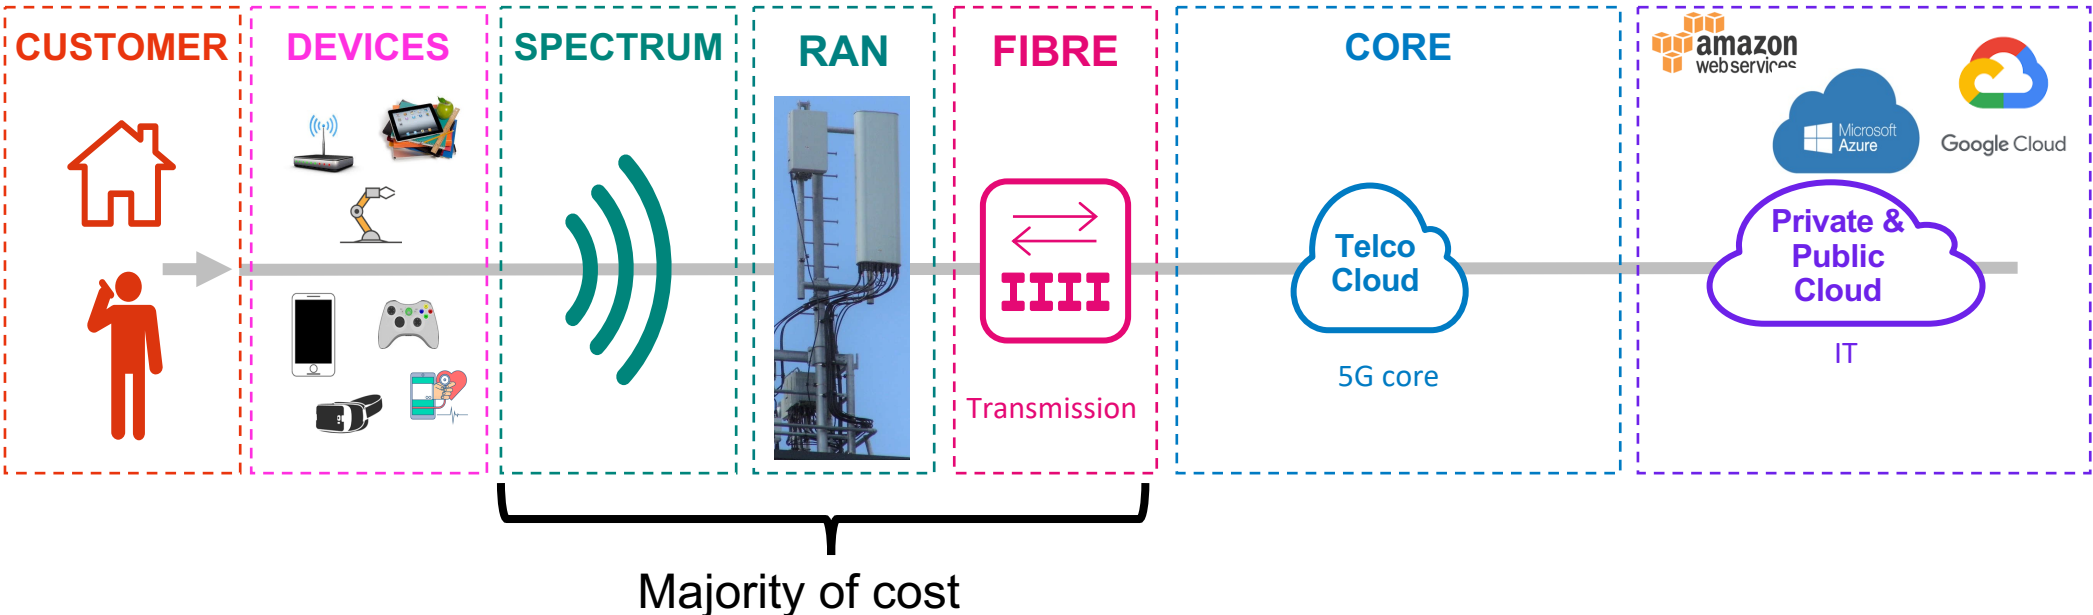 CUSTOMER
DEVICES
SPECTRUM
RAN
FIBRE
Transmission
CORE
Telco
Cloud
5G core
amazon
web services
Microsoft
Azure
Google Cloud
Private &
Public
Cloud
IT
Majority of cost